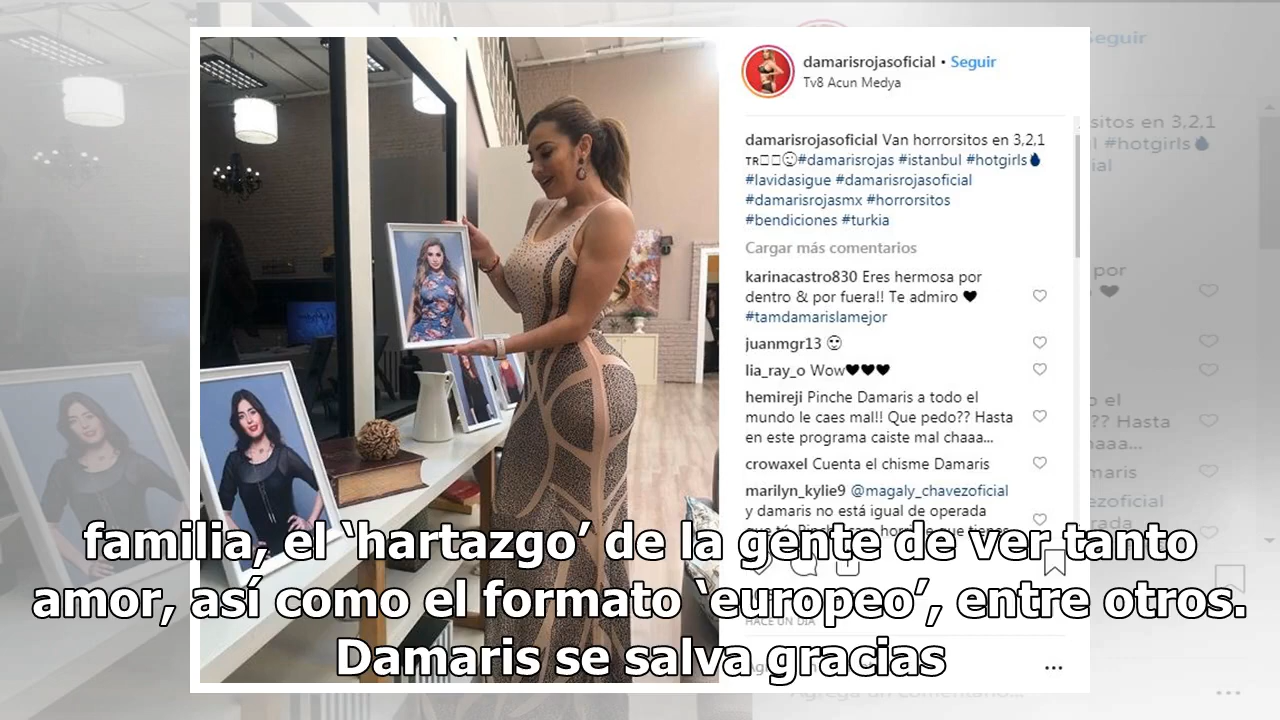 damarisrojasoficial • Seguir
Tv8 Acun Medya
damarisrojasoficial Van horrorsitos en 3,2,1
TR #damarisrojas #istanbul #hotgirls
#lavidasigue #damarisrojasoficial
#damarisrojasmx #horrorsitos
#bendiciones #turkia
Cargar más comentarios
karinacastro830 Eres hermosa por
dentro & por fuera!! Te admiro ♥
#tamdamarislamejor
juanmgr13
lia_ray_o Wow♥♥♥
hemireji Pinche Damaris a todo el
mundo le caes mal!! Que pedo?? Hasta
en este programa caiste mal chaaa...
crowaxel Cuenta el chisme Damaris
marilyn_kylie9 @magaly_chavezoficial
y damaris no está igual de operada
familia, el ‘hartazgo’ de la gente de ver tanto
amor, así como el formato ‘europeo’, entre otros.
HACE UN DÍA
Damaris se salva gracias